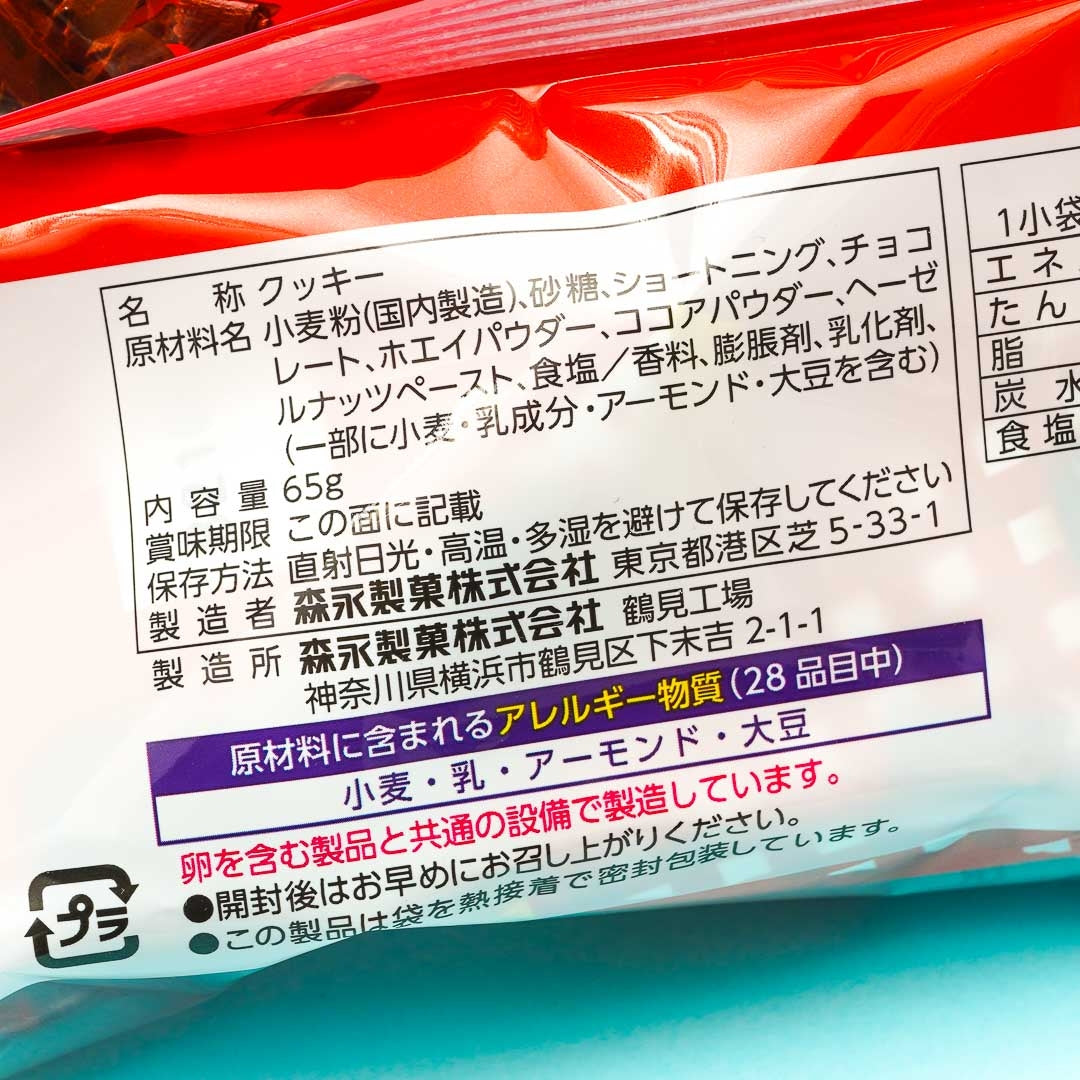 名称 クッキー
原材料名 小麦粉(国内製造)、砂糖、ショートニング、チョコ
レート、ホエイパウダー、ココアパウダー、ヘーゼ
ルナッツペースト、食塩／香料、膨脹剤、乳化剤、
(一部に小麦・乳成分・アーモンド・大豆を含む)
内容量 65g
賞味期限 この面に記載
保存方法 直射日光・高温・多湿を避けて保存してください
製造者 森永製菓株式会社 東京都港区芝5-33-1
製造所 森永製菓株式会社 鶴見工場
神奈川県横浜市鶴見区下末吉2-1-1
原材料に含まれるアレルギー物質(28品目中)
小麦・乳・アーモンド・大豆
卵を含む製品と共通の設備で製造しています。
●開封後はお早めにお召し上がりください。
●この製品は袋を熱接着で密封包装しています。
プラ
1小袋
エネ
たん
脂
炭水
食塩